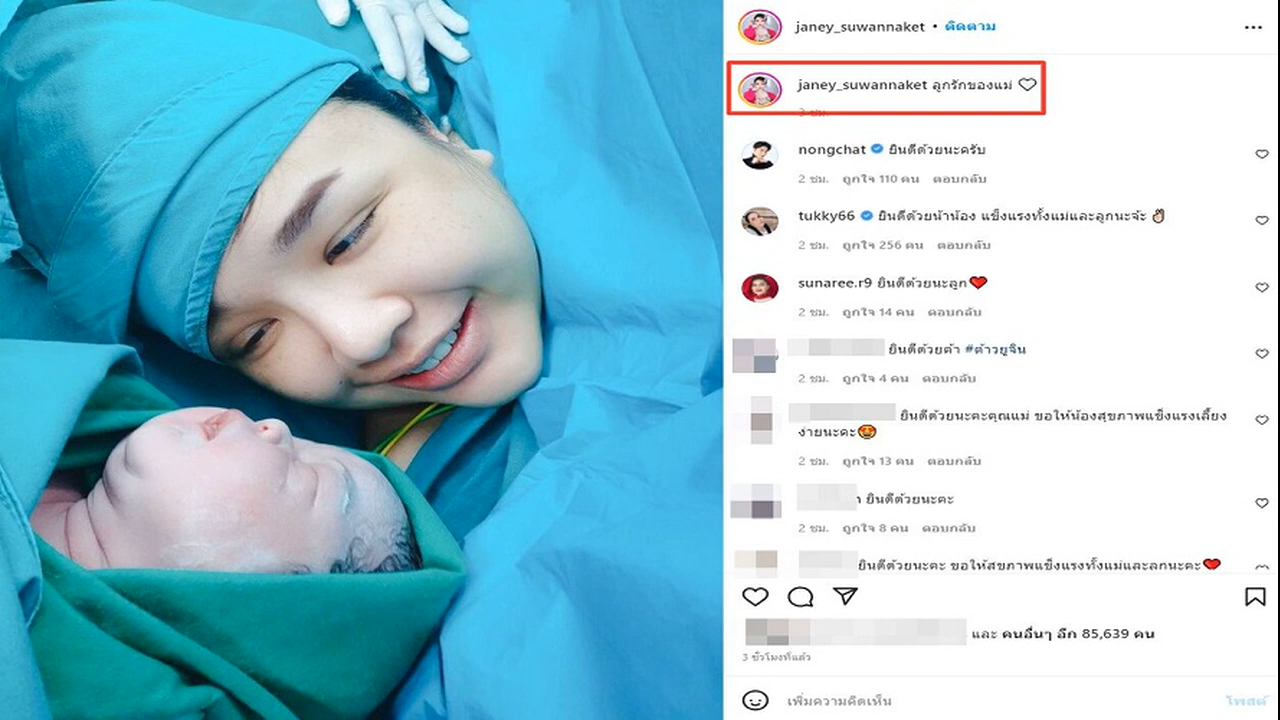 janey_suwannaket • ติดตาม
janey_suwannaket ลูกรักของแม่
3 ชม.
nongchat ยินดีด้วยนะครับ
2 ชม. ถูกใจ 110 คน ตอบกลับ
tukky66 ยินดีด้วยน้าน้อง แข็งแรงทั้งแม่และลูกนะจ้ะ ✌🏻
2 ชม. ถูกใจ 256 คน ตอบกลับ
sunaree.r9 ยินดีด้วยนะลูก❤️
2 ชม. ถูกใจ 14 คน ตอบกลับ
ยินดีด้วยค้า #ต้าวยูจิน
2 ชม. ถูกใจ 4 คน ตอบกลับ
ยินดีด้วยนะคะคุณแม่ ขอให้น้องสุขภาพแข็งแรงเลี้ยง
ง่ายนะคะ😍
2 ชม. ถูกใจ 13 คน ตอบกลับ
ยินดีด้วยนะคะ
2 ชม. ถูกใจ 8 คน ตอบกลับ
ยินดีด้วยนะคะ ขอให้สุขภาพแข็งแรงทั้งแม่และลูกนะคะ❤️
และ คนอื่นๆ อีก 85,639 คน
3 ชั่วโมงที่แล้ว
เพิ่มความคิดเห็น
โพสต์